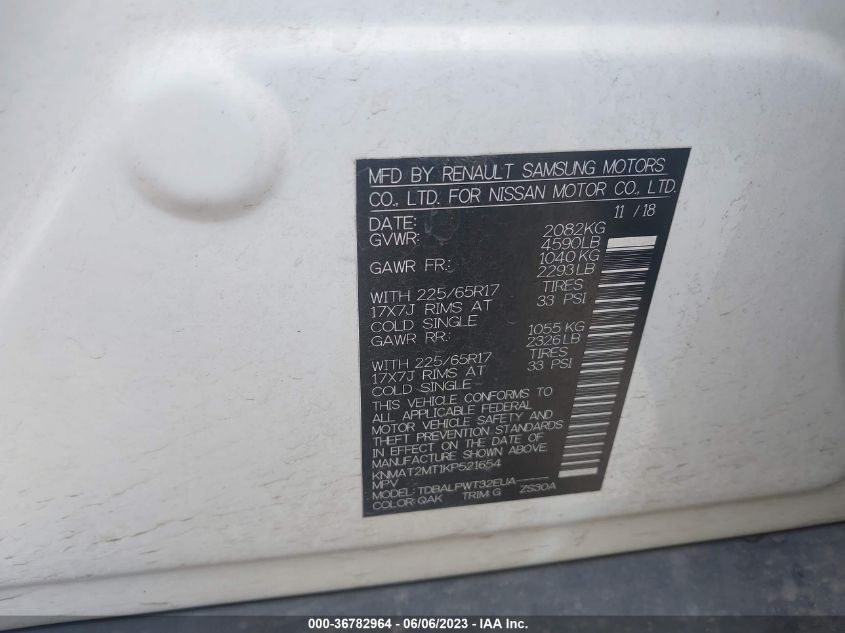 MFD BY RENAULT SAMSUNG MOTORS
CO., LTD. FOR NISSAN MOTOR CO., LTD.
DATE: 11 / 18
GVWR: 2082KG
4590LB
GAWR FR.: 1040KG
2293LB
WITH 225/65R17 TIRES
17X7J RIMS AT 33 PSI
COLD SINGLE
GAWR RR.: 1055KG
2326LB
WITH 225/65R17 TIRES
17X7J RIMS AT 33 PSI
COLD SINGLE
THIS VEHICLE CONFORMS TO
ALL APPLICABLE FEDERAL
MOTOR VEHICLE SAFETY AND
THEFT PREVENTION STANDARDS
IN EFFECT ON THE DATE OF
MANUFACTURE SHOWN ABOVE.
KNMAT2MT1KP521654
MPV
MODEL: TDBALPWT32EUA
COLOR: QAK TRIM: G ZS30A
000-36782964 - 06/06/2023 - IAA Inc.